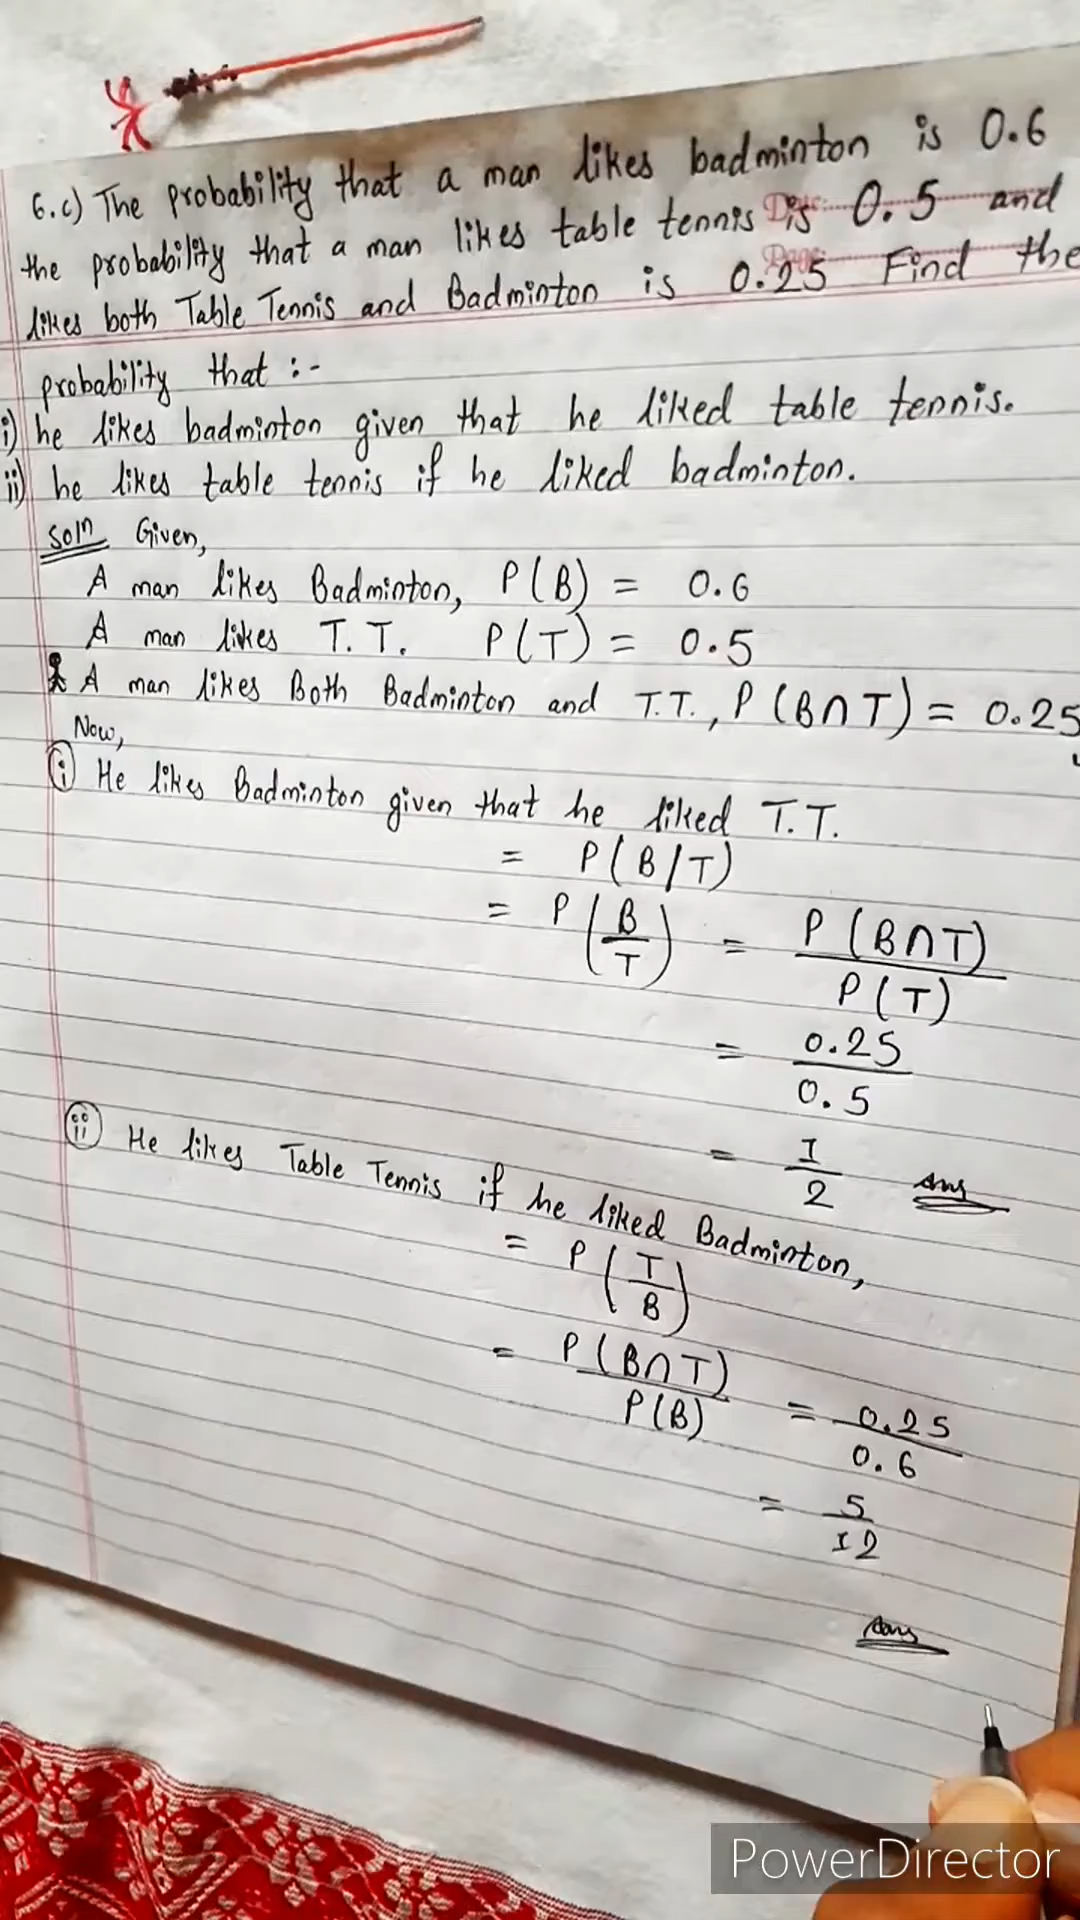 6.c) The probability that a man likes badminton is 0.6
the probability that a man likes table tennis is 0.5 and
likes both Table Tennis and Badminton is 0.25 Find the
probability that :-
i) he likes badminton given that he liked table tennis.
ii) he likes table tennis if he liked badminton.
Soln Given,
A man likes Badminton, P(B) = 0.6
A man likes T.T. P(T) = 0.5
A man likes Both Badminton and T.T., P(B∩T) = 0.25
Now,
(i) He likes Badminton given that he liked T.T.
= P(B/T)
= P(B/T) = P(B∩T)/P(T)
= 0.25/0.5
= 1/2 Ans
(ii) He likes Table Tennis if he liked Badminton,
= P(T/B)
= P(B∩T)/P(B) = 0.25/0.6
= 5/12
Ans
PowerDirector